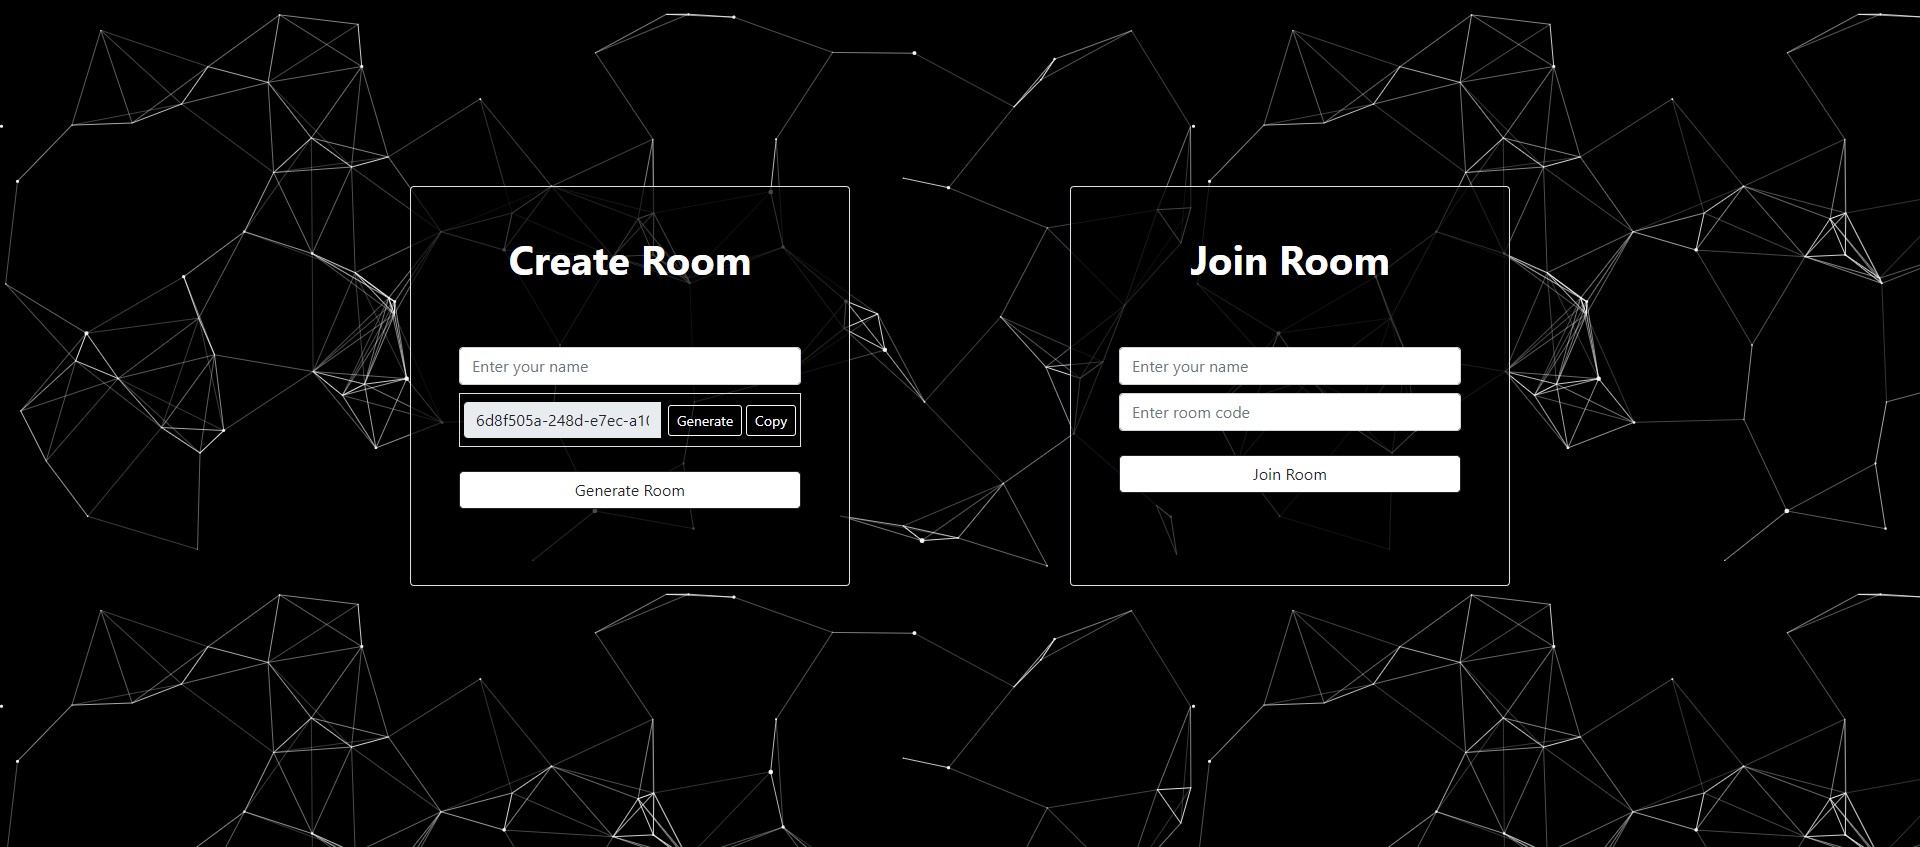 Create Room
Enter your name
6d8f505a-248d-e7ec-a1
Generate
Copy
Generate Room
Join Room
Enter your name
Enter room code
Join Room